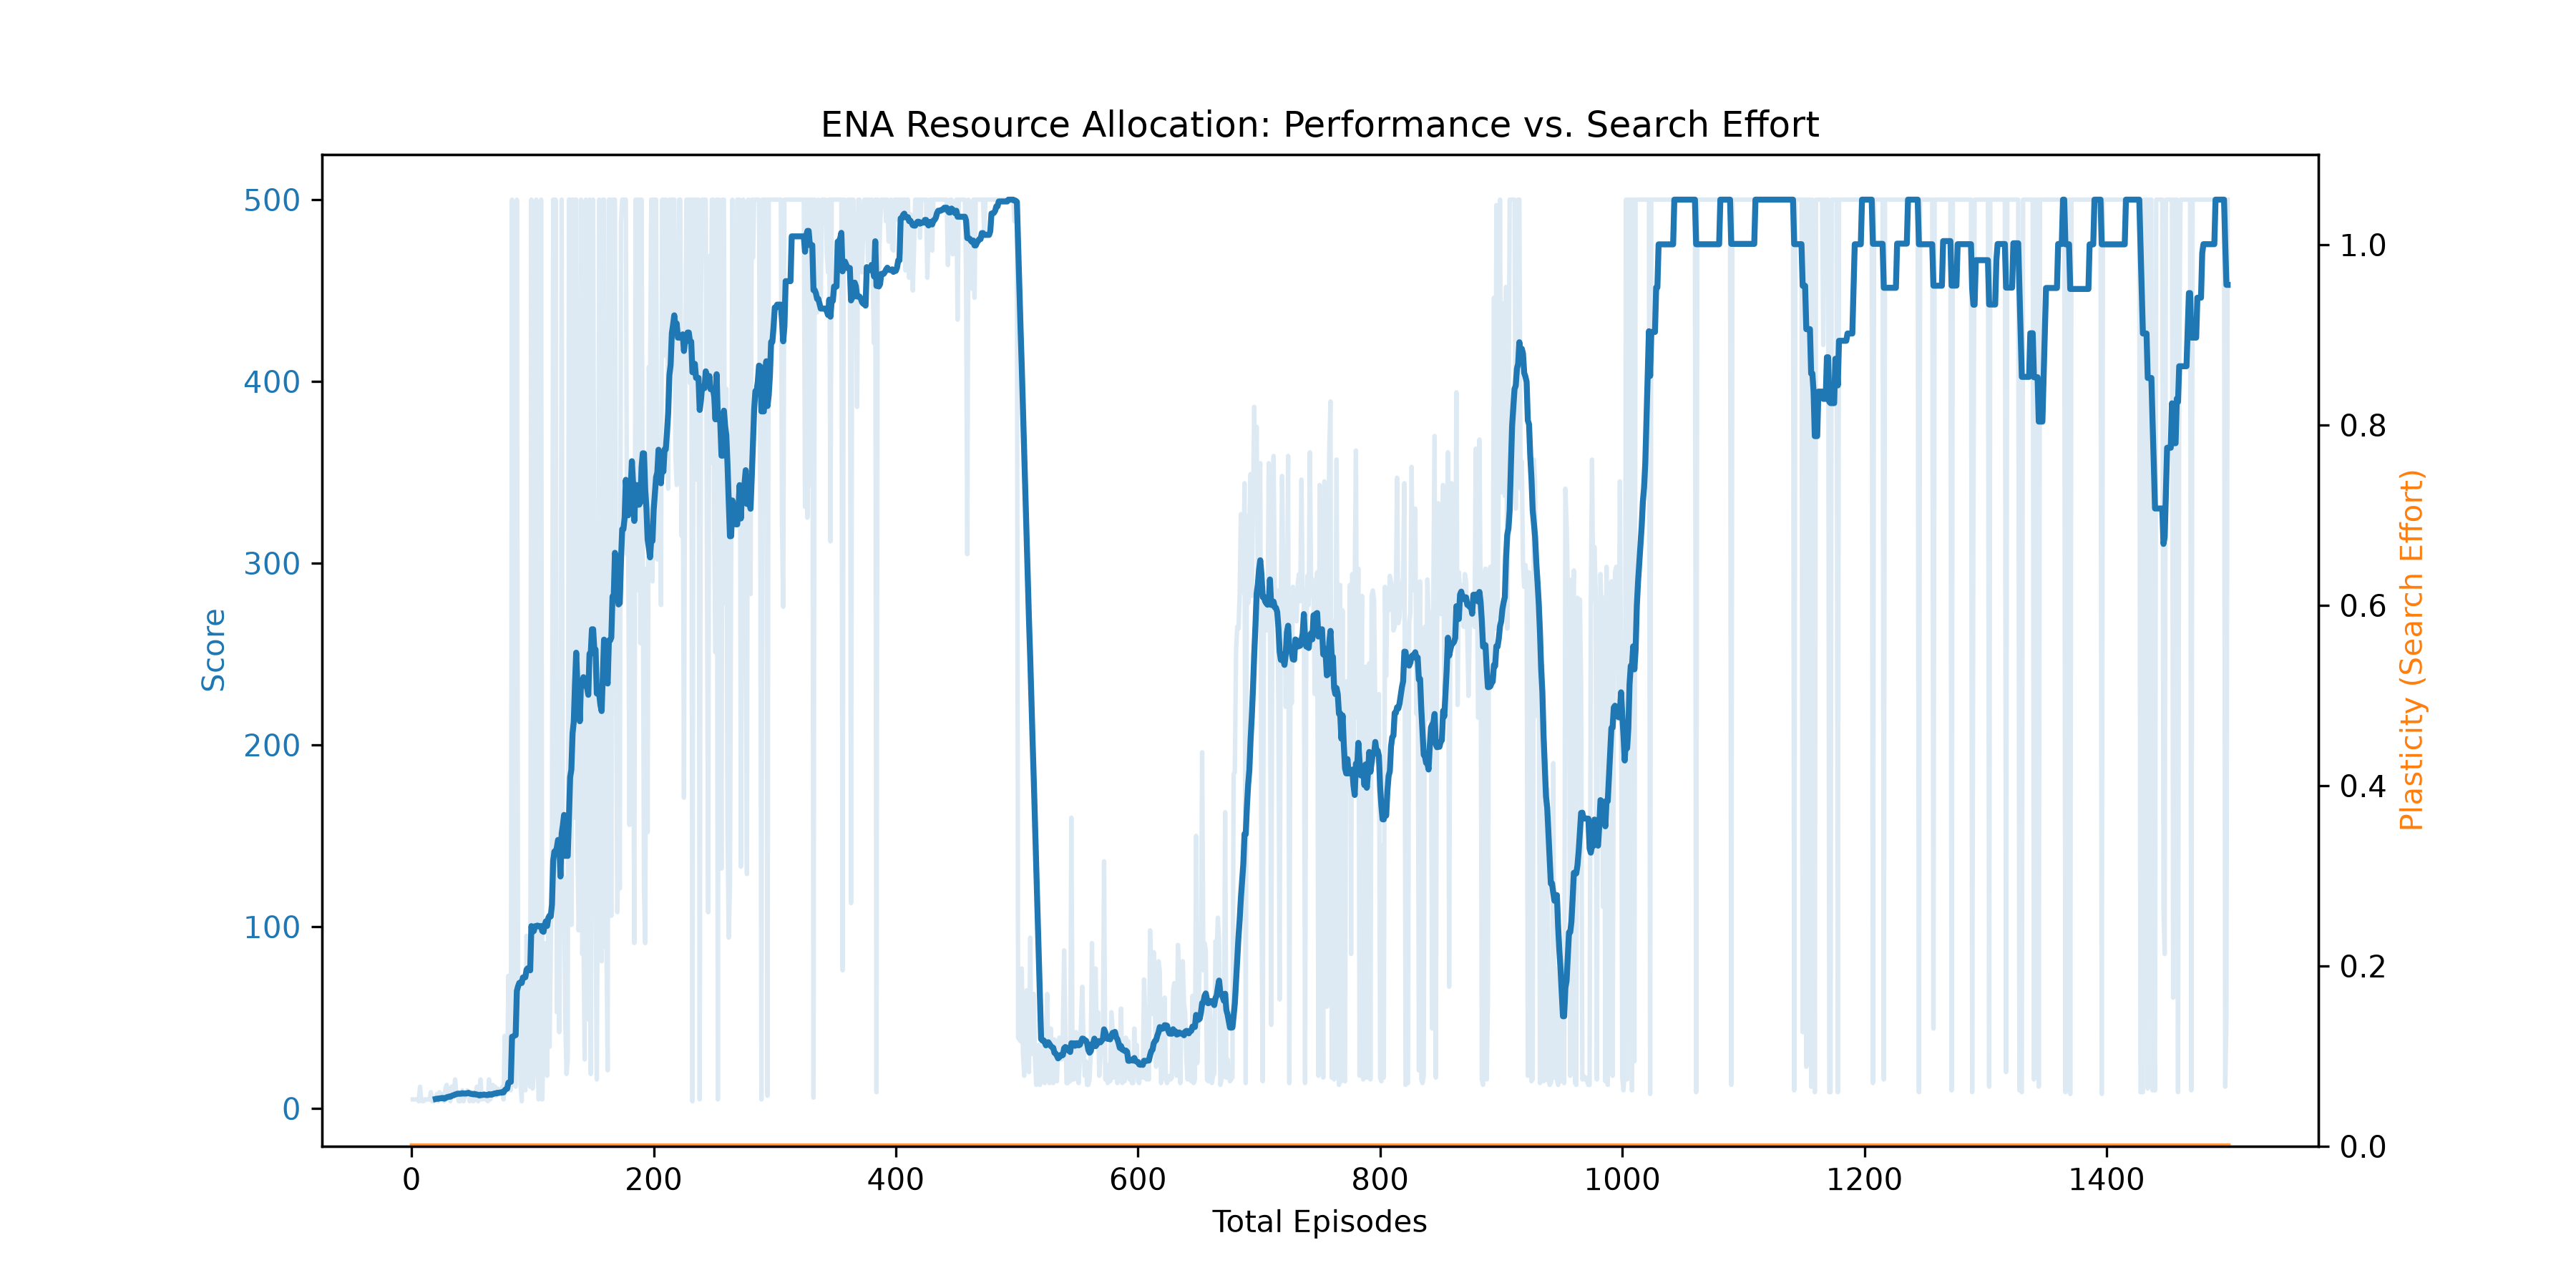 ENA Resource Allocation: Performance vs. Search Effort
500
400
300
200
100
0
Score
1.0
0.8
0.6
0.4
0.2
0.0
Plasticity (Search Effort)
0 200 400 600 800 1000 1200 1400
Total Episodes